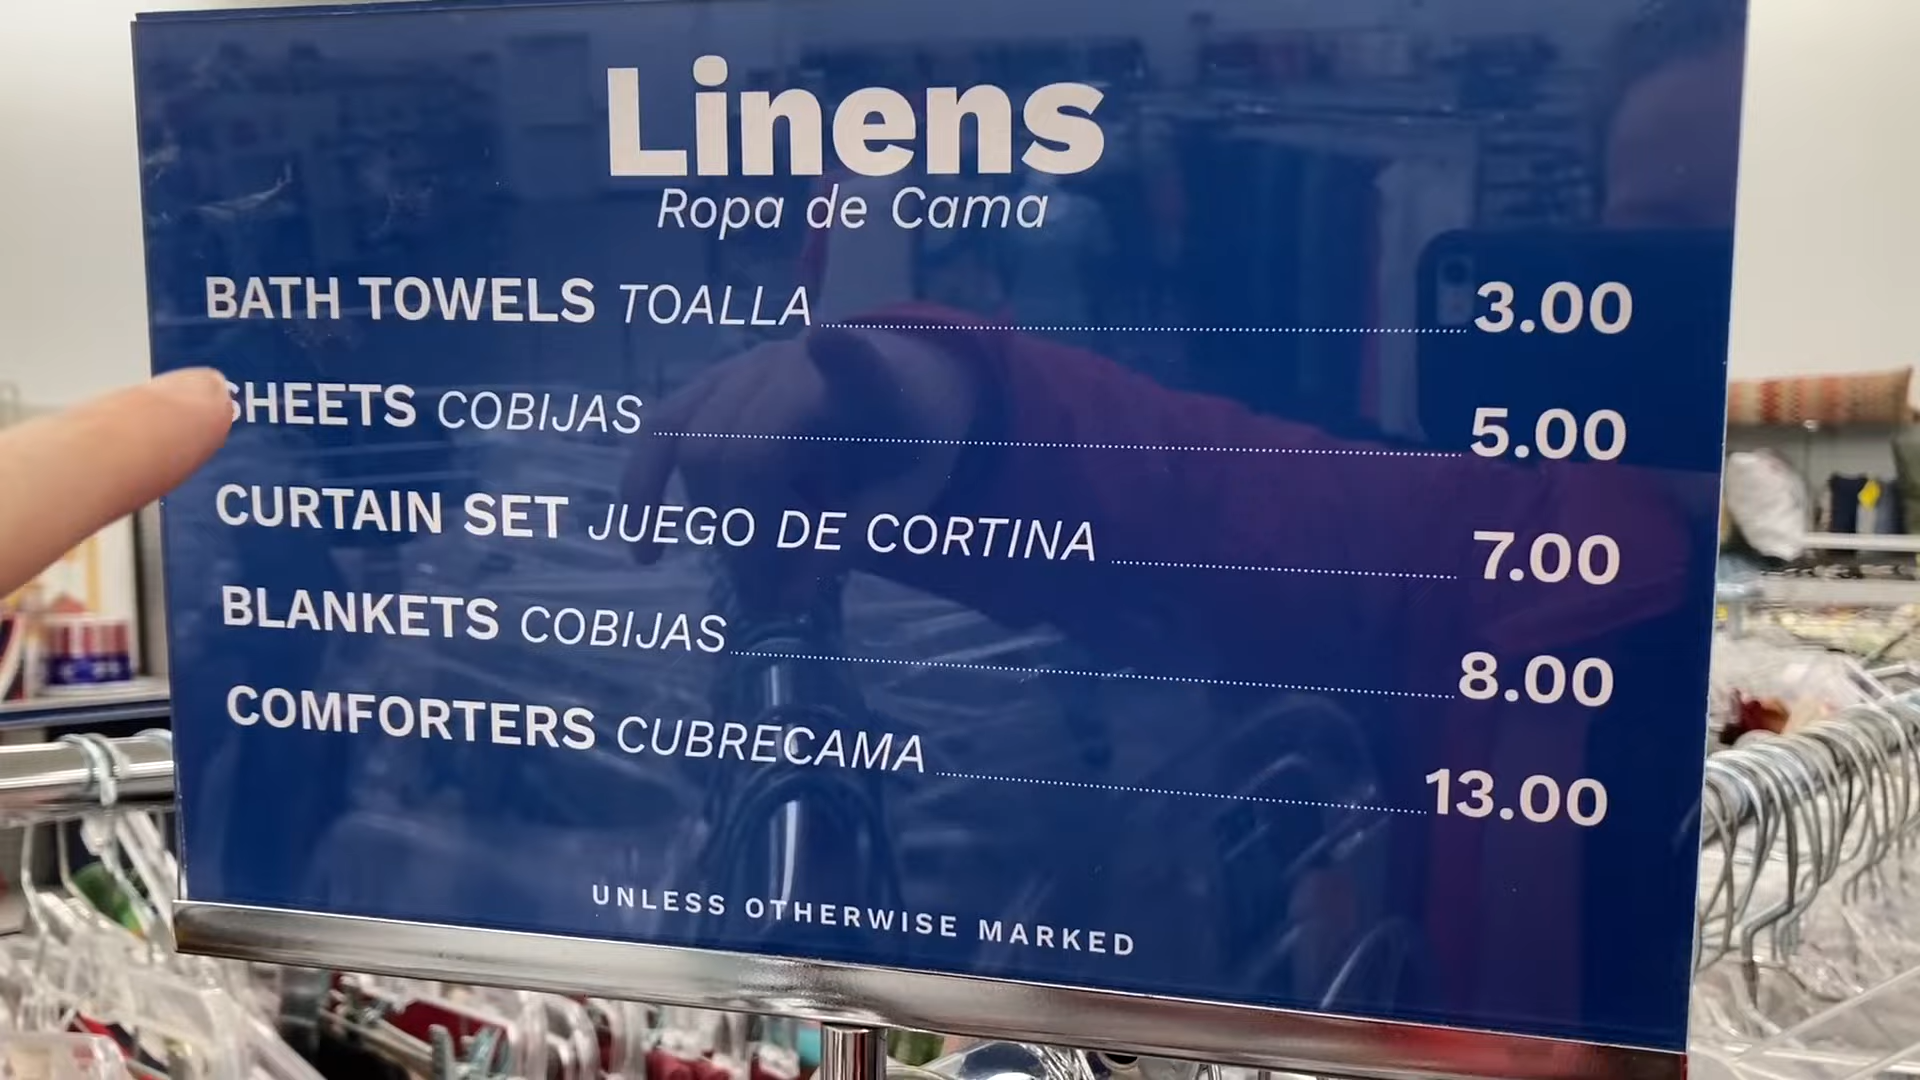 Linens
Ropa de Cama
BATH TOWELS TOALLA 3.00
SHEETS COBIJAS 5.00
CURTAIN SET JUEGO DE CORTINA 7.00
BLANKETS COBIJAS 8.00
COMFORTERS CUBRECAMA 13.00
UNLESS OTHERWISE MARKED